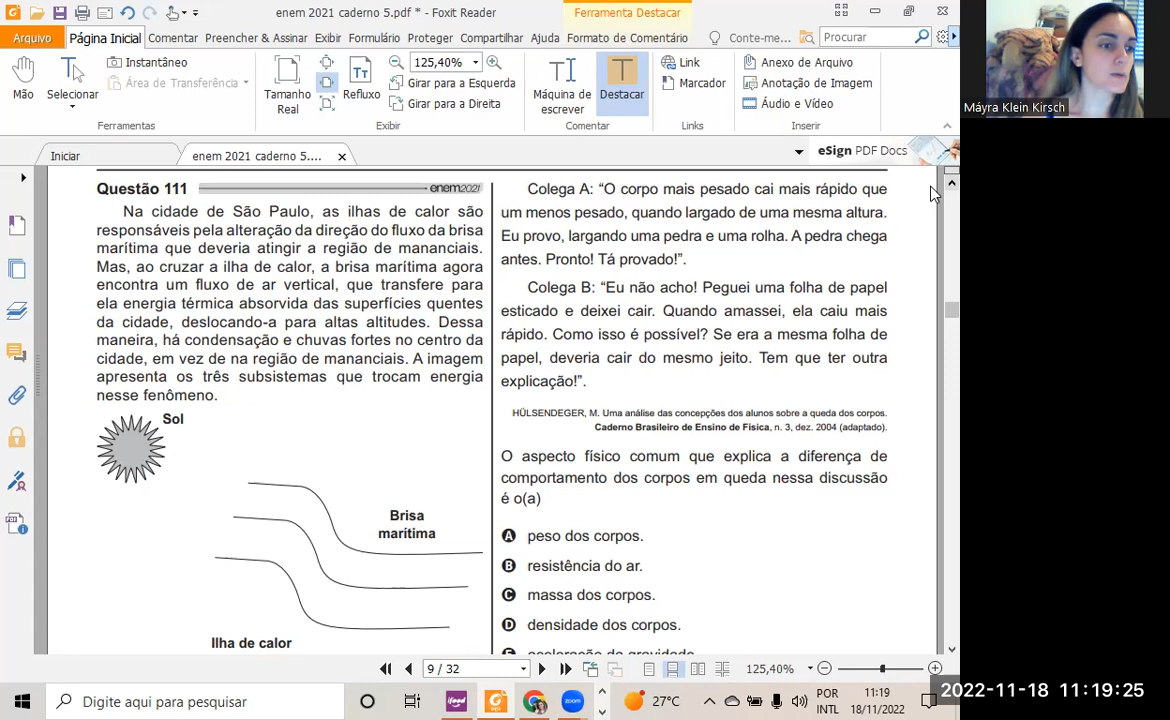 enem 2021 caderno 5.pdf * - Foxit Reader
Ferramenta Destacar
Arquivo
Página Inicial
Comentar
Preencher & Assinar
Exibir
Formulário
Proteger
Compartilhar
Ajuda
Formato de Comentário
Conte-me...
Procurar
Mão
Selecionar
Instantâneo
Área de Transferência
Ferramentas
Tamanho
Real
Refluxo
125,40%
Girar para a Esquerda
Girar para a Direita
Exibir
Máquina de
escrever
Destacar
Comentar
Link
Marcador
Links
Anexo de Arquivo
Anotação de Imagem
Áudio e Vídeo
Inserir
Máyra Klein Kirsch
Iniciar
enem 2021 caderno 5....
eSign PDF Docs
Questão 111
enem2021
Na cidade de São Paulo, as ilhas de calor são
responsáveis pela alteração da direção do fluxo da brisa
marítima que deveria atingir a região de mananciais.
Mas, ao cruzar a ilha de calor, a brisa marítima agora
encontra um fluxo de ar vertical, que transfere para
ela energia térmica absorvida das superfícies quentes
da cidade, deslocando-a para altas altitudes. Dessa
maneira, há condensação e chuvas fortes no centro da
cidade, em vez de na região de mananciais. A imagem
apresenta os três subsistemas que trocam energia
nesse fenômeno.
Sol
Brisa
marítima
Ilha de calor
Colega A: “O corpo mais pesado cai mais rápido que
um menos pesado, quando largado de uma mesma altura.
Eu provo, largando uma pedra e uma rolha. A pedra chega
antes. Pronto! Tá provado!”.
Colega B: “Eu não acho! Peguei uma folha de papel
esticado e deixei cair. Quando amassei, ela caiu mais
rápido. Como isso é possível? Se era a mesma folha de
papel, deveria cair do mesmo jeito. Tem que ter outra
explicação!”.
HÜLSENDEGER, M. Uma análise das concepções dos alunos sobre a queda dos corpos.
Caderno Brasileiro de Ensino de Física, n. 3, dez. 2004 (adaptado).
O aspecto físico comum que explica a diferença de
comportamento dos corpos em queda nessa discussão
é o(a)
A peso dos corpos.
B resistência do ar.
C massa dos corpos.
D densidade dos corpos.
E aceleração da gravidade.
9 / 32
125,40%
Digite aqui para pesquisar
27°C
POR
INTL
11:19
18/11/2022
2022-11-18 11:19:25